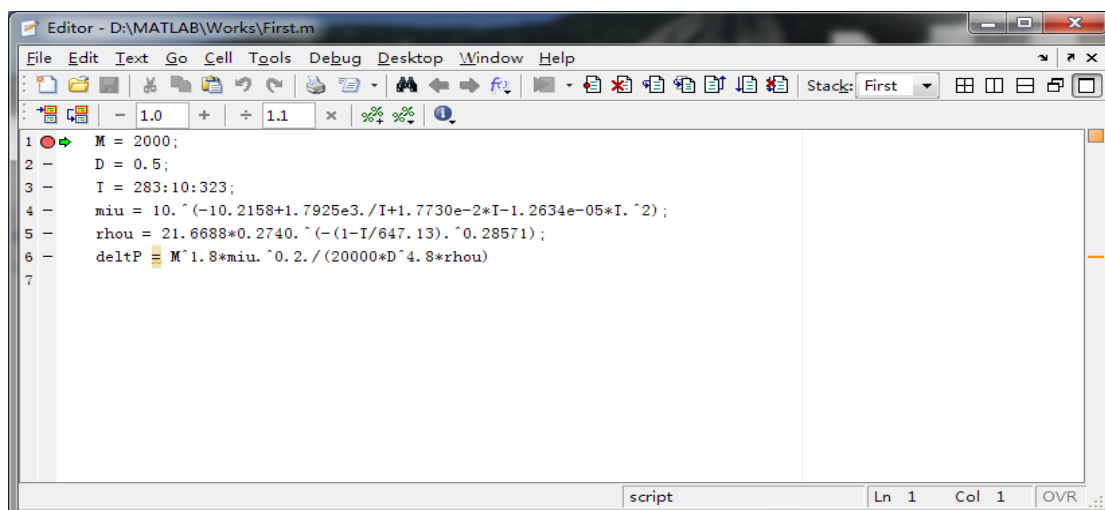 Editor - D:\MATLAB\Works\First.m
File Edit Text Go Cell Tools Debug Desktop Window Help
Stack: First
− 1.0 + ÷ 1.1 ×
1 M = 2000;
2 − D = 0.5;
3 − T = 283:10:323;
4 − miu = 10.^(-10.2158+1.7925e3./T+1.7730e-2*T-1.2634e-05*T.^2);
5 − rhou = 21.6688*0.2740.^(-(1-T/647.13).^0.28571);
6 − deltP = M^1.8*miu.^0.2./(20000*D^4.8*rhou)
7
script Ln 1 Col 1 OVR